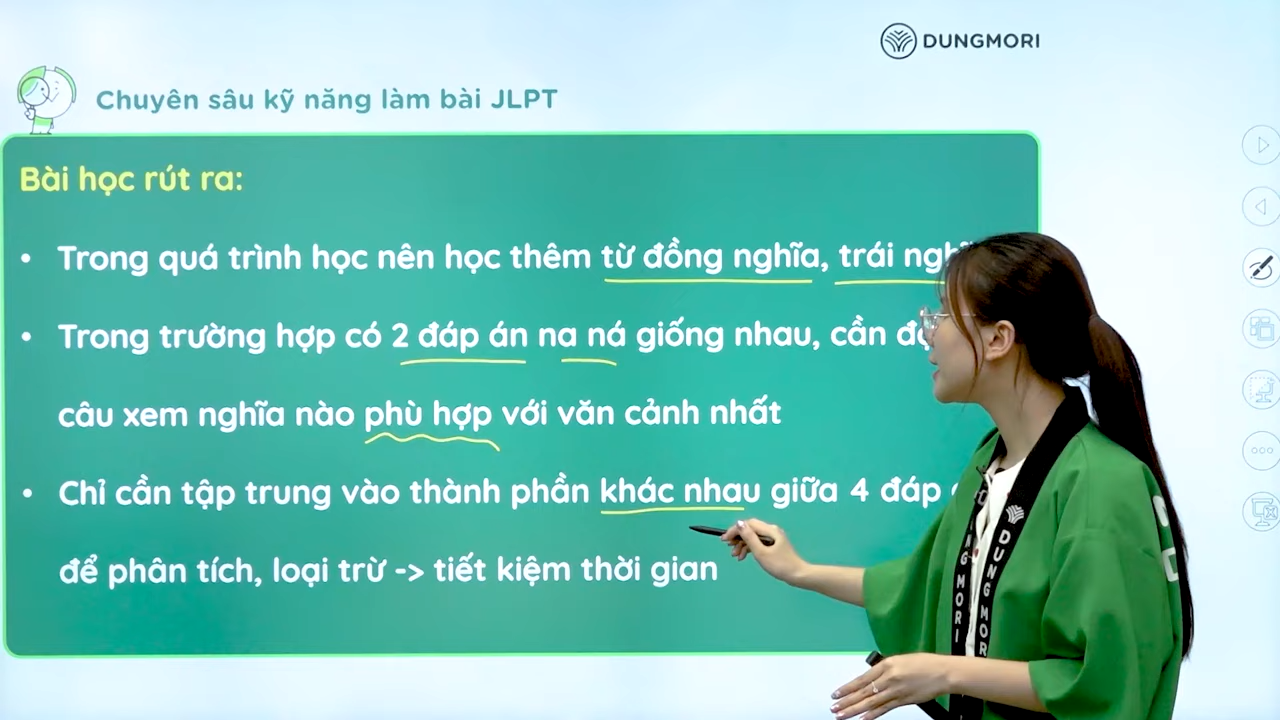 DUNGMORI
Chuyên sâu kỹ năng làm bài JLPT
Bài học rút ra:
• Trong quá trình học nên học thêm từ đồng nghĩa, trái
• Trong trường hợp có 2 đáp án na ná giống nhau, cần
câu xem nghĩa nào phù hợp với văn cảnh nhất
• Chỉ cần tập trung vào thành phần khác nhau giữa 4 đáp
để phân tích, loại trừ -> tiết kiệm thời gian
DUNG MORI